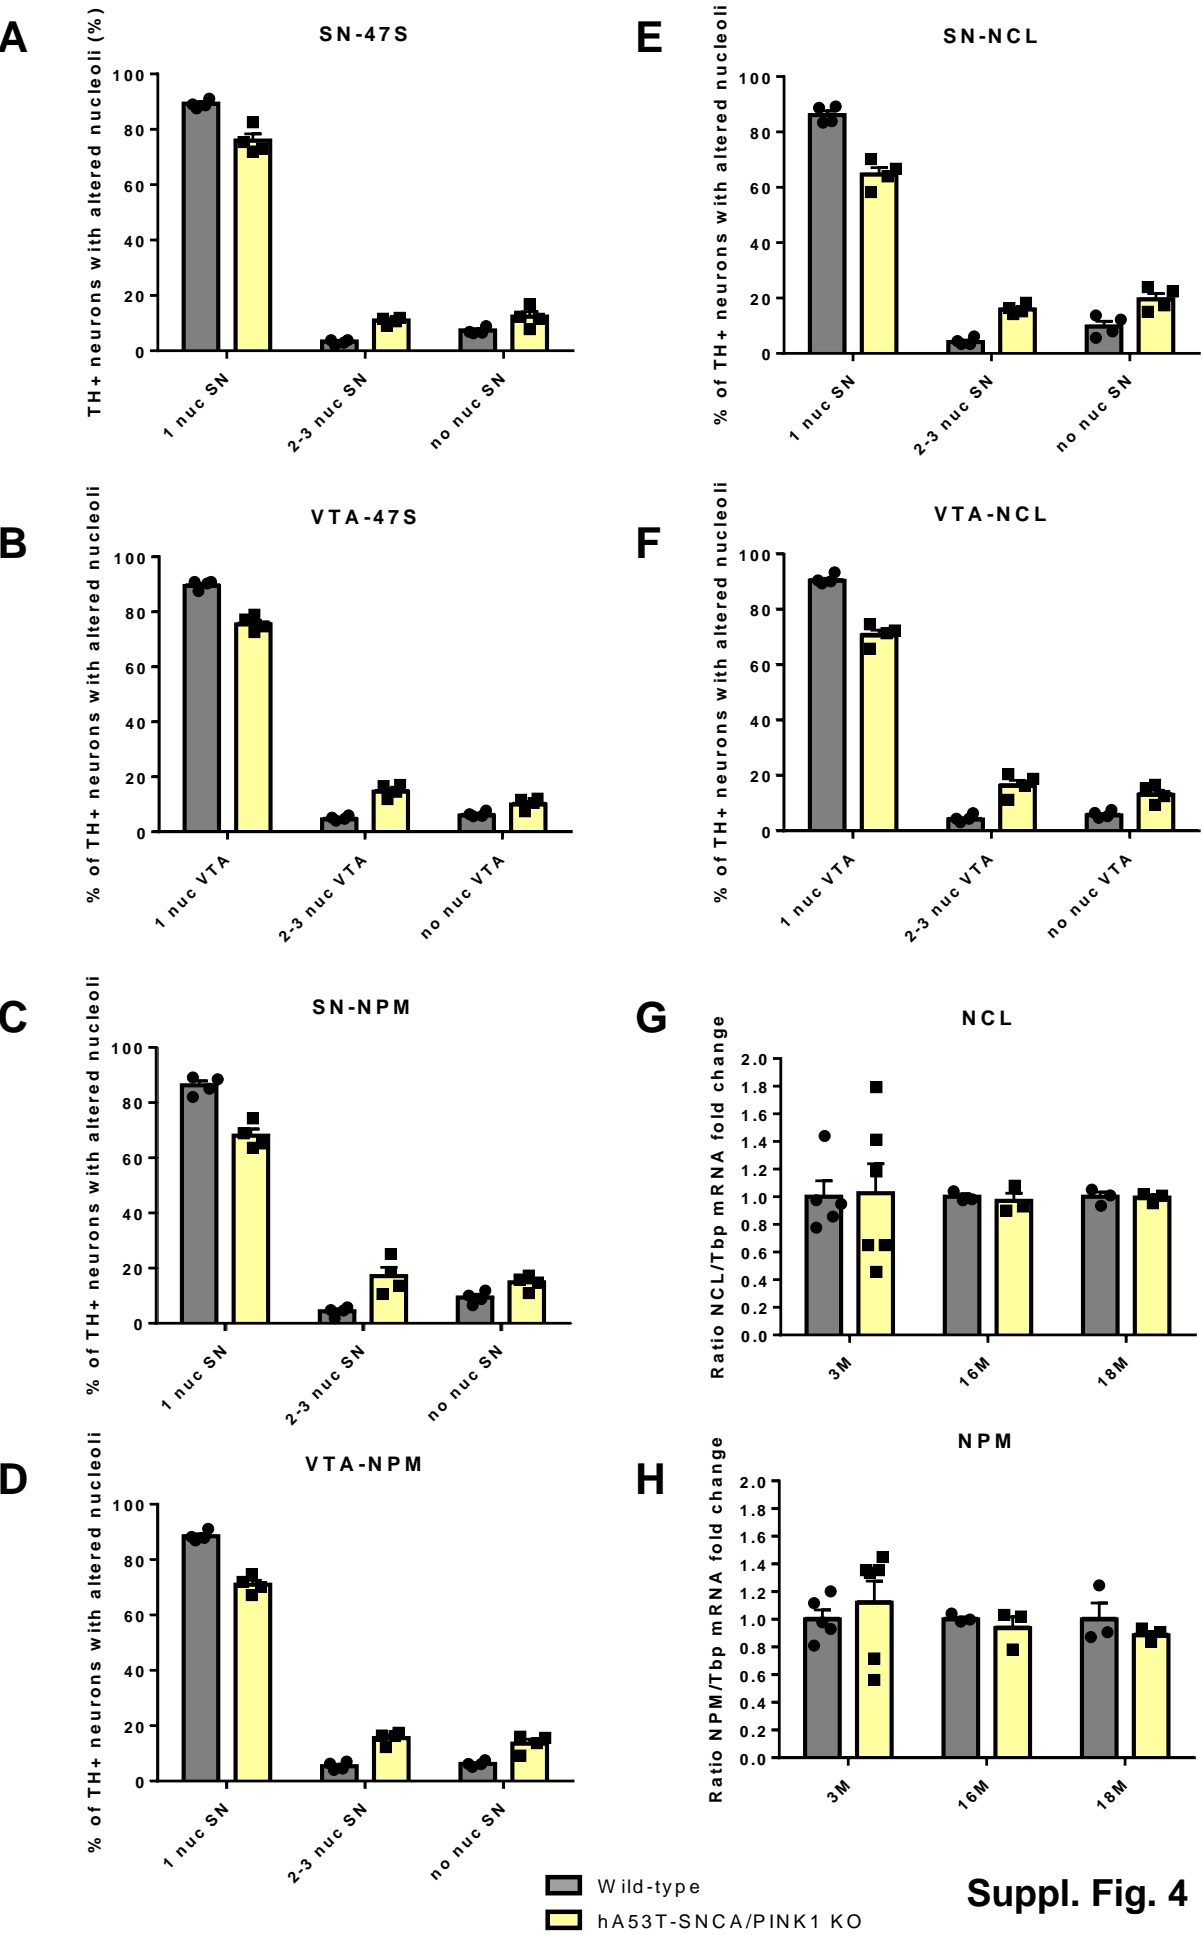 A
SN-47S
TH+ neurons with altered nucleoli (%)
100
80
60
40
20
0
1 nuc SN
2-3 nuc SN
no nuc SN
B
VTA-47S
% of TH+ neurons with altered nucleoli
100
80
60
40
20
0
1 nuc VTA
2-3 nuc VTA
no nuc VTA
C
SN-NPM
% of TH+ neurons with altered nucleoli
100
80
60
40
20
0
1 nuc SN
2-3 nuc SN
no nuc SN
D
VTA-NPM
% of TH+ neurons with altered nucleoli
100
80
60
40
20
0
1 nuc SN
2-3 nuc SN
no nuc SN
E
SN-NCL
% of TH+ neurons with altered nucleoli
100
80
60
40
20
0
1 nuc SN
2-3 nuc SN
no nuc SN
F
VTA-NCL
% of TH+ neurons with altered nucleoli
100
80
60
40
20
0
1 nuc VTA
2-3 nuc VTA
no nuc VTA
G
NCL
Ratio NCL/Tbp mRNA fold change
2.0
1.8
1.6
1.4
1.2
1.0
0.8
0.6
0.4
0.2
0.0
3M
16M
18M
H
NPM
Ratio NPM/Tbp mRNA fold change
2.0
1.8
1.6
1.4
1.2
1.0
0.8
0.6
0.4
0.2
0.0
3M
16M
18M
Wild-type
hA53T-SNCA/PINK1 KO
Suppl. Fig. 4